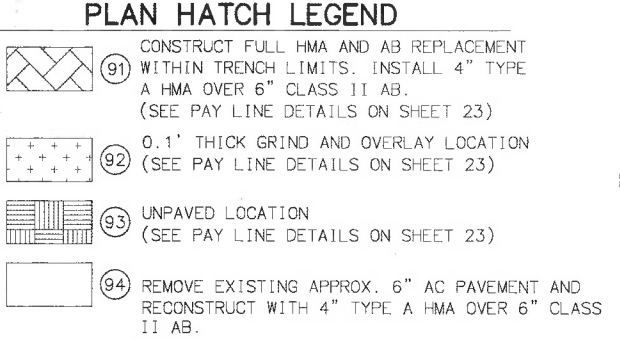 PLAN HATCH LEGEND
91 CONSTRUCT FULL HMA AND AB REPLACEMENT
WITHIN TRENCH LIMITS. INSTALL 4" TYPE
A HMA OVER 6" CLASS II AB.
(SEE PAY LINE DETAILS ON SHEET 23)
92 0.1' THICK GRIND AND OVERLAY LOCATION
(SEE PAY LINE DETAILS ON SHEET 23)
93 UNPAVED LOCATION
(SEE PAY LINE DETAILS ON SHEET 23)
94 REMOVE EXISTING APPROX. 6" AC PAVEMENT AND
RECONSTRUCT WITH 4" TYPE A HMA OVER 6" CLASS
II AB.